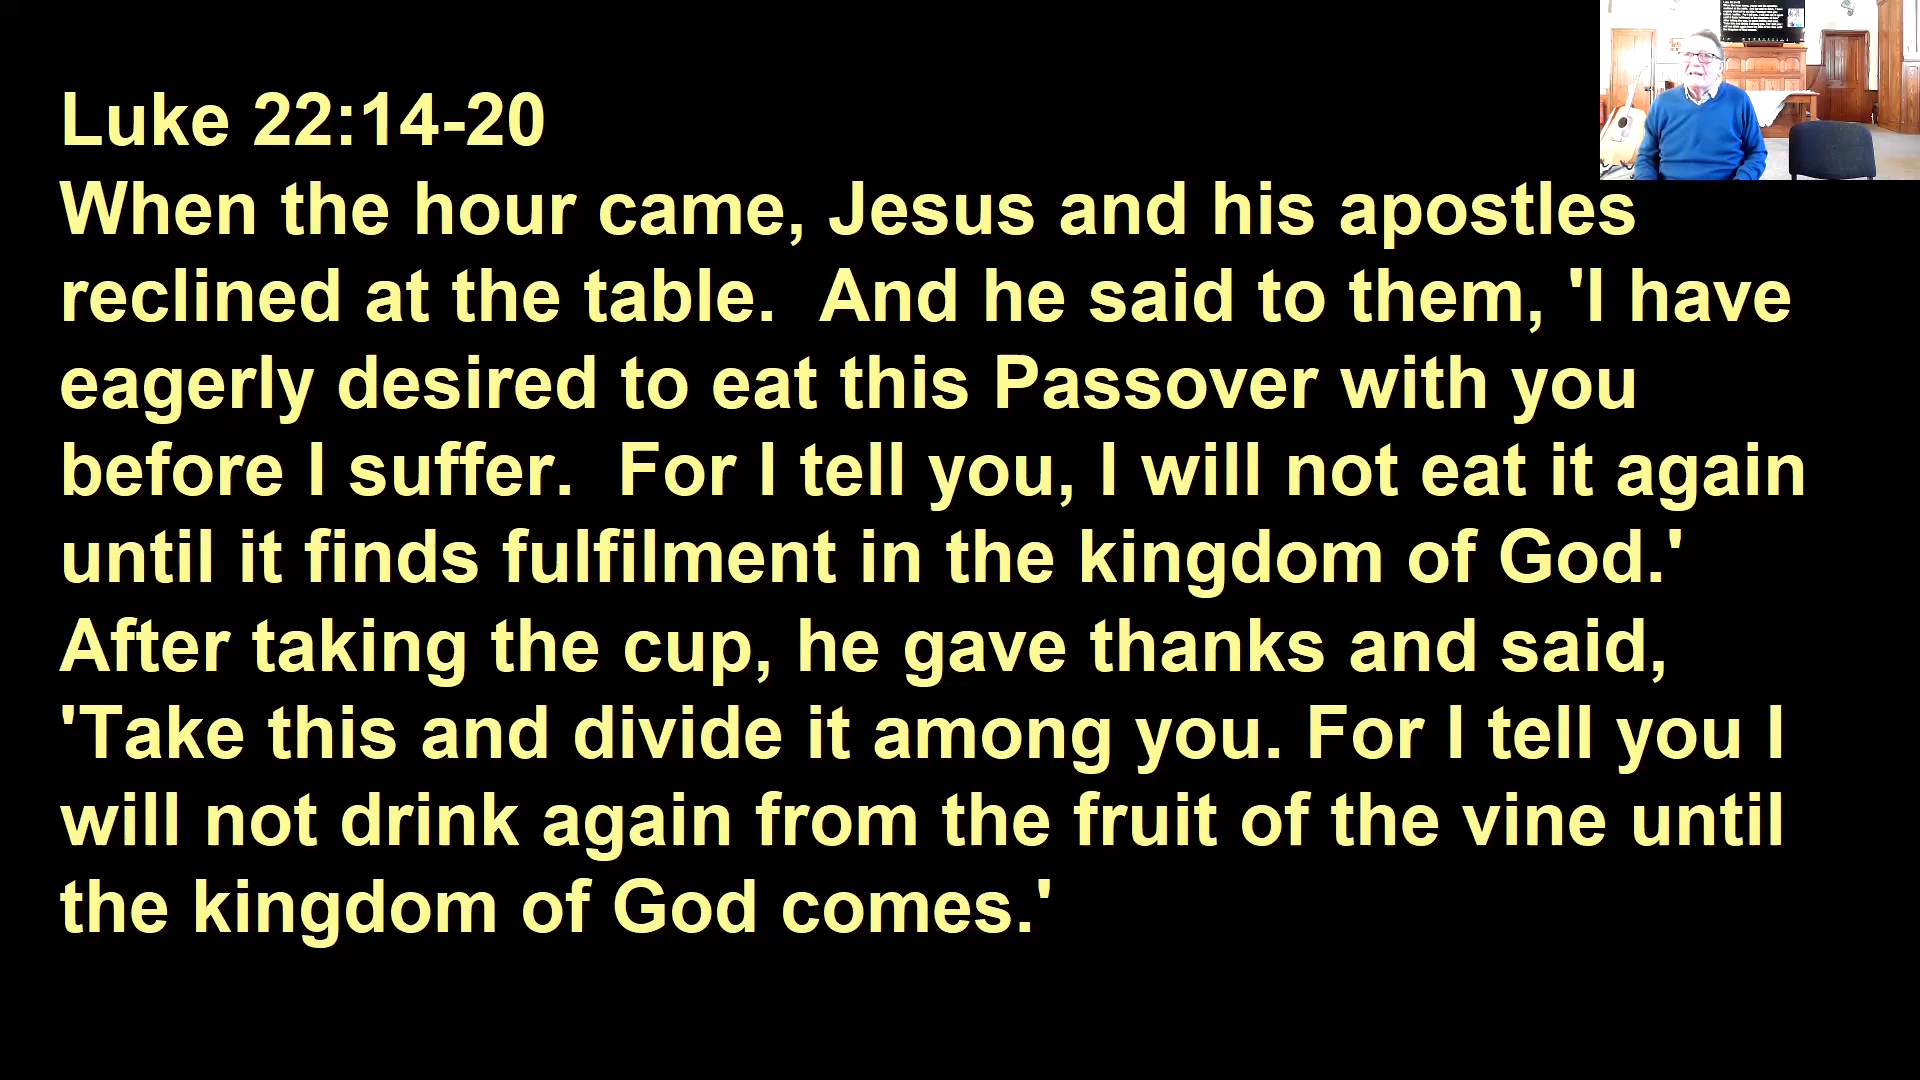 Luke 22:14-20
When the hour came, Jesus and his apostles
reclined at the table.  And he said to them, 'I have
eagerly desired to eat this Passover with you
before I suffer.  For I tell you, I will not eat it again
until it finds fulfilment in the kingdom of God.'
After taking the cup, he gave thanks and said,
'Take this and divide it among you. For I tell you I
will not drink again from the fruit of the vine until
the kingdom of God comes.'